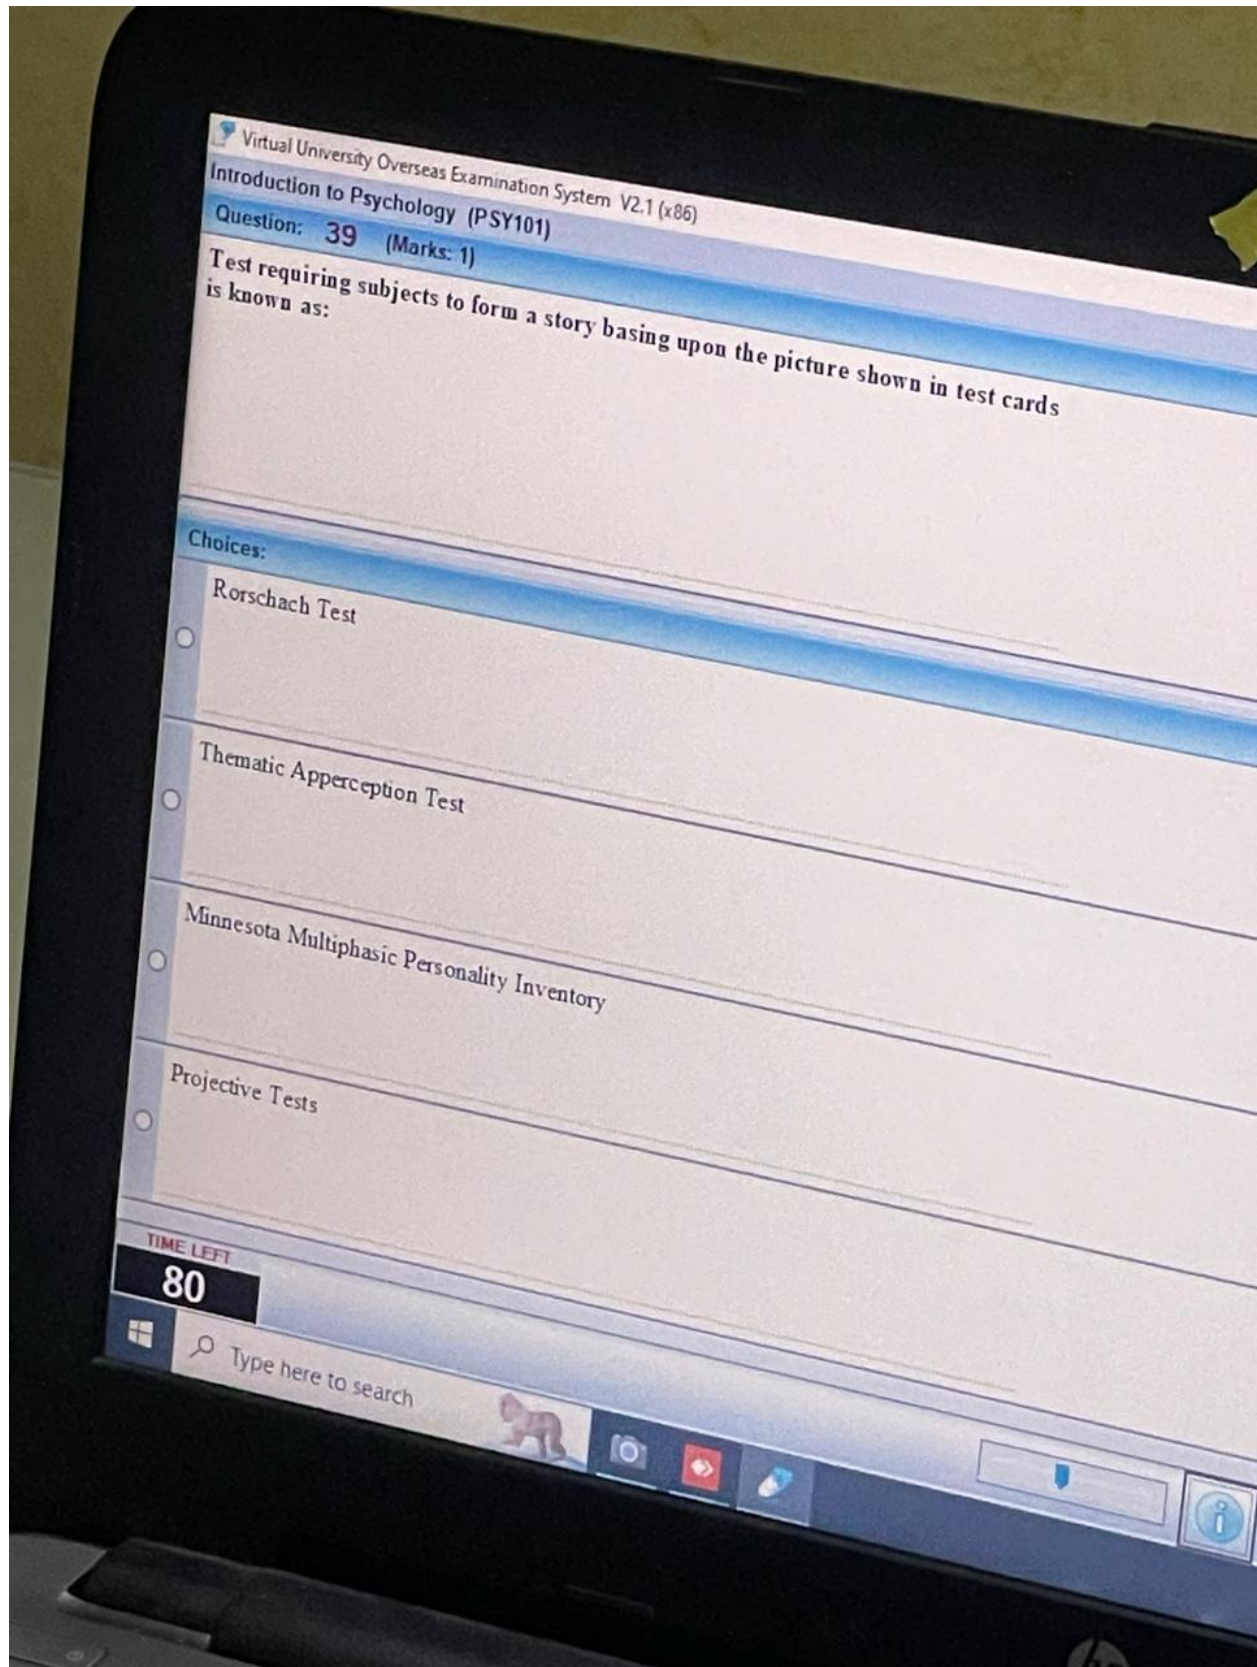 Virtual University Overseas Examination System V2.1 (x86)
Introduction to Psychology (PSY101)
Question: 39 (Marks: 1)
Test requiring subjects to form a story basing upon the picture shown in test cards
is known as:
Choices:
Rorschach Test
Thematic Apperception Test
Minnesota Multiphasic Personality Inventory
Projective Tests
TIME LEFT
80
Type here to search
i
hp